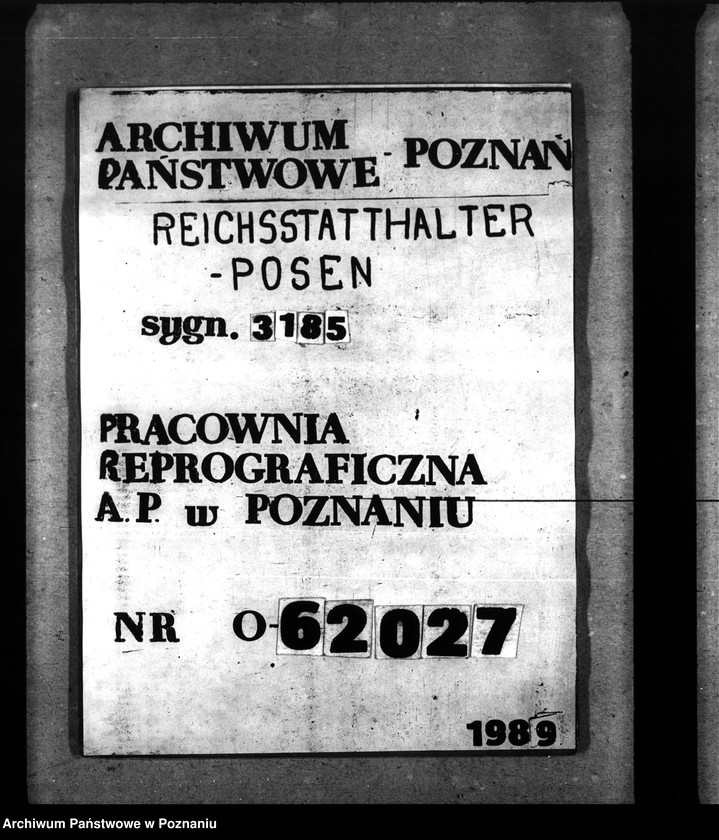 ARCHIWUM
PAŃSTWOWE - POZNAŃ
REICHSSTATTHALTER
-POSEN
sygn. 3185
PRACOWNIA
REPROGRAFICZNA
A.P. w POZNANIU
NR O-62027
1989
Archiwum Państwowe w Poznaniu